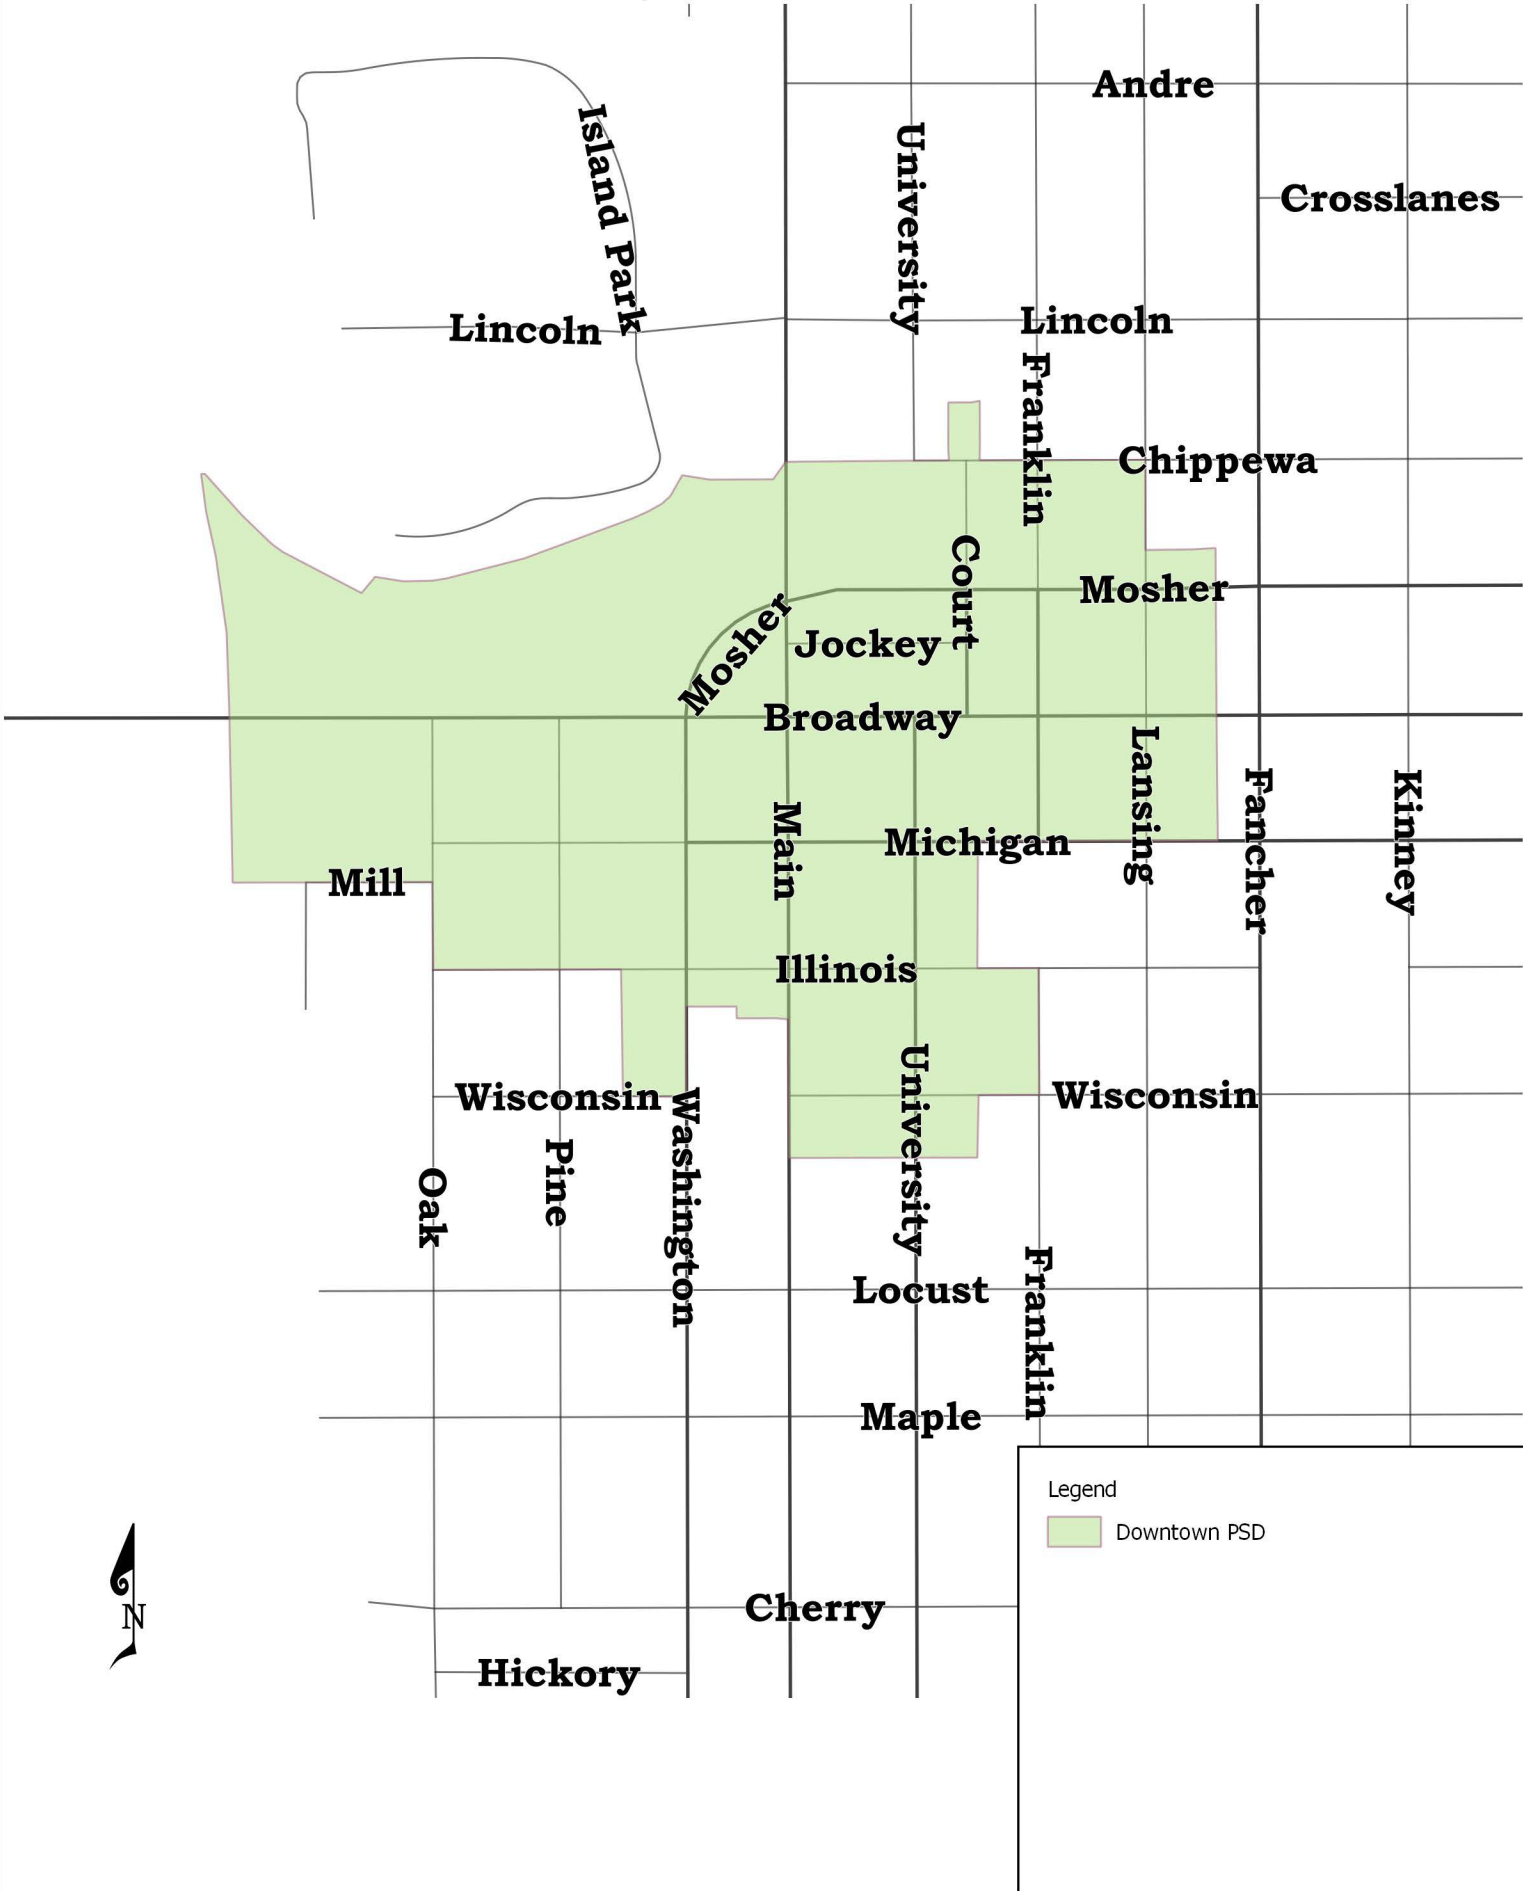 Andre
Island Park
University
Crosslanes
Lincoln
Lincoln
Franklin
Chippewa
Court
Mosher
Mosher
Jockey
Broadway
Lansing
Main
Michigan
Fancher
Kinney
Mill
Illinois
University
Wisconsin
Wisconsin
Washington
Pine
Oak
Locust
Franklin
Maple
Legend
Downtown PSD
N
Cherry
Hickory